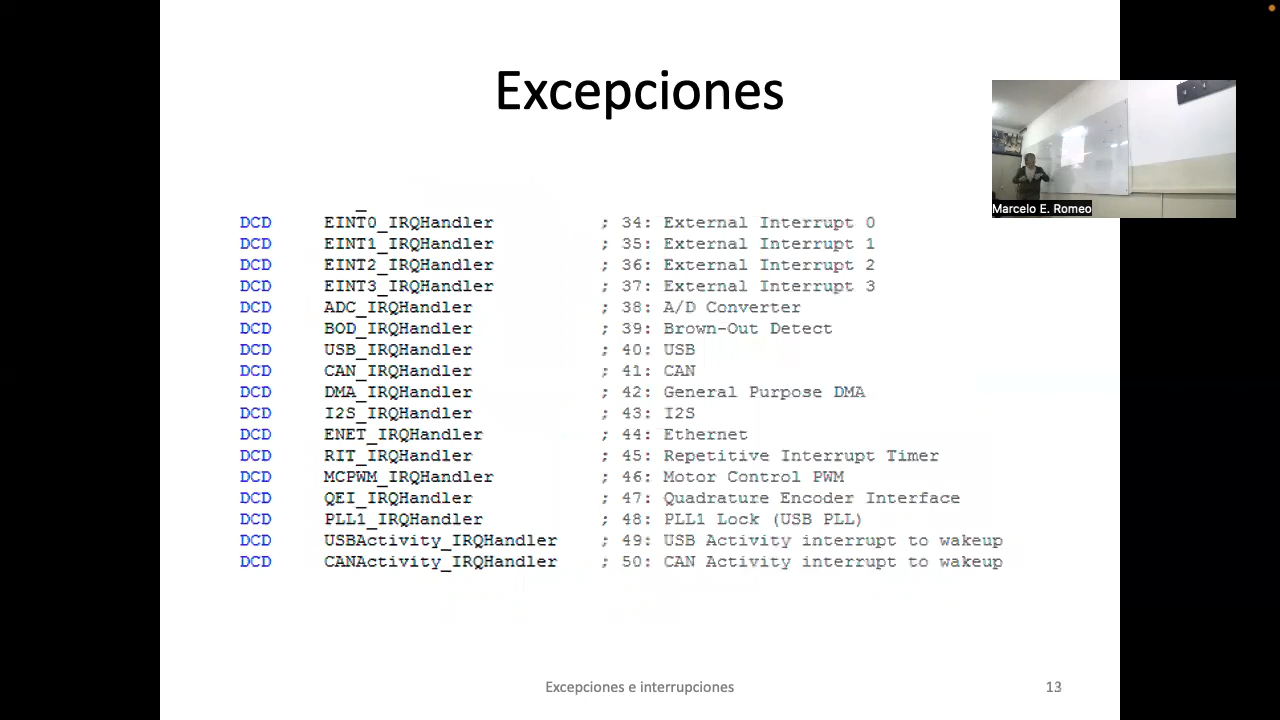 Excepciones
Marcelo E. Romeo
DCD EINT0_IRQHandler ; 34: External Interrupt 0
DCD EINT1_IRQHandler ; 35: External Interrupt 1
DCD EINT2_IRQHandler ; 36: External Interrupt 2
DCD EINT3_IRQHandler ; 37: External Interrupt 3
DCD ADC_IRQHandler ; 38: A/D Converter
DCD BOD_IRQHandler ; 39: Brown-Out Detect
DCD USB_IRQHandler ; 40: USB
DCD CAN_IRQHandler ; 41: CAN
DCD DMA_IRQHandler ; 42: General Purpose DMA
DCD I2S_IRQHandler ; 43: I2S
DCD ENET_IRQHandler ; 44: Ethernet
DCD RIT_IRQHandler ; 45: Repetitive Interrupt Timer
DCD MCPWM_IRQHandler ; 46: Motor Control PWM
DCD QEI_IRQHandler ; 47: Quadrature Encoder Interface
DCD PLL1_IRQHandler ; 48: PLL1 Lock (USB PLL)
DCD USBActivity_IRQHandler ; 49: USB Activity interrupt to wakeup
DCD CANActivity_IRQHandler ; 50: CAN Activity interrupt to wakeup
Excepciones e interrupciones 13